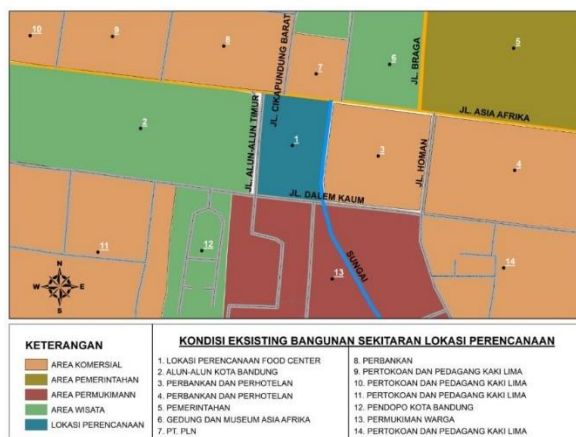 10
9
8
7
6
5
JL. CIKAPUNDUNG BARAT
JL. BRAGA
JL. ASIA AFRIKA
2
JL. ALUN-ALUN TIMUR
1
3
JL. HOMAN
4
JL. DALEM KAUM
11
12
13
SUNGAI
14
N
W
E
S
KETERANGAN
AREA KOMERSIAL
AREA PEMERINTAHAN
AREA PERMUKIMANN
AREA WISATA
LOKASI PERENCANAAN
KONDISI EKSISTING BANGUNAN SEKITARAN LOKASI PERENCANAAN
1. LOKASI PERENCANAAN FOOD CENTER
2. ALUN-ALUN KOTA BANDUNG
3. PERBANKAN DAN PERHOTELAN
4. PERBANKAN DAN PERHOTELAN
5. PEMERINTAHAN
6. GEDUNG DAN MUSEUM ASIA AFRIKA
7. PT. PLN
8. PERBANKAN
9. PERTOKOAN DAN PEDAGANG KAKI LIMA
10. PERTOKOAN DAN PEDAGANG KAKI LIMA
11. PERTOKOAN DAN PEDAGANG KAKI LIMA
12. PENDOPO KOTA BANDUNG
13. PERMUKIMAN WARGA
14. PERTOKOAN DAN PEDAGANG KAKI LIMA